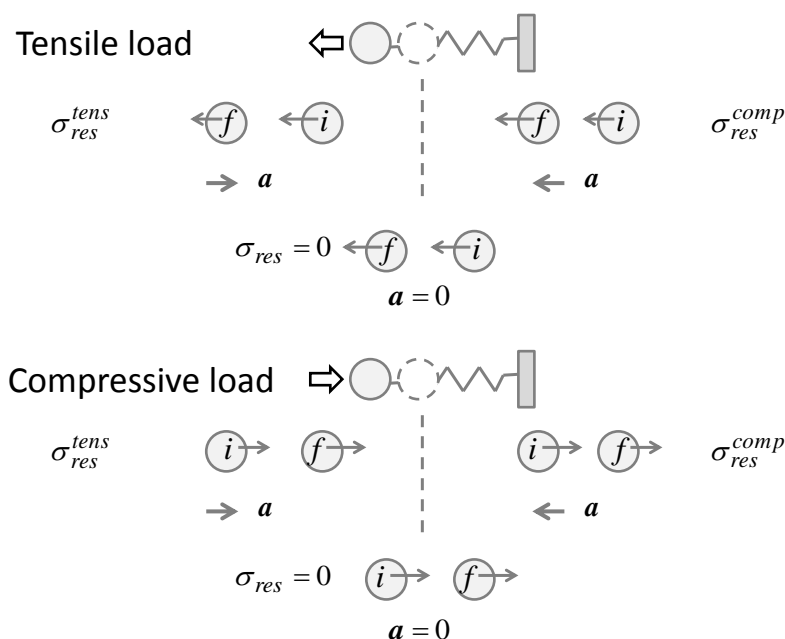 Tensile load
σ_res^tens f i f i σ_res^comp
a a
σ_res = 0 f i
a = 0
Compressive load
σ_res^tens i f i f σ_res^comp
a a
σ_res = 0 i f
a = 0